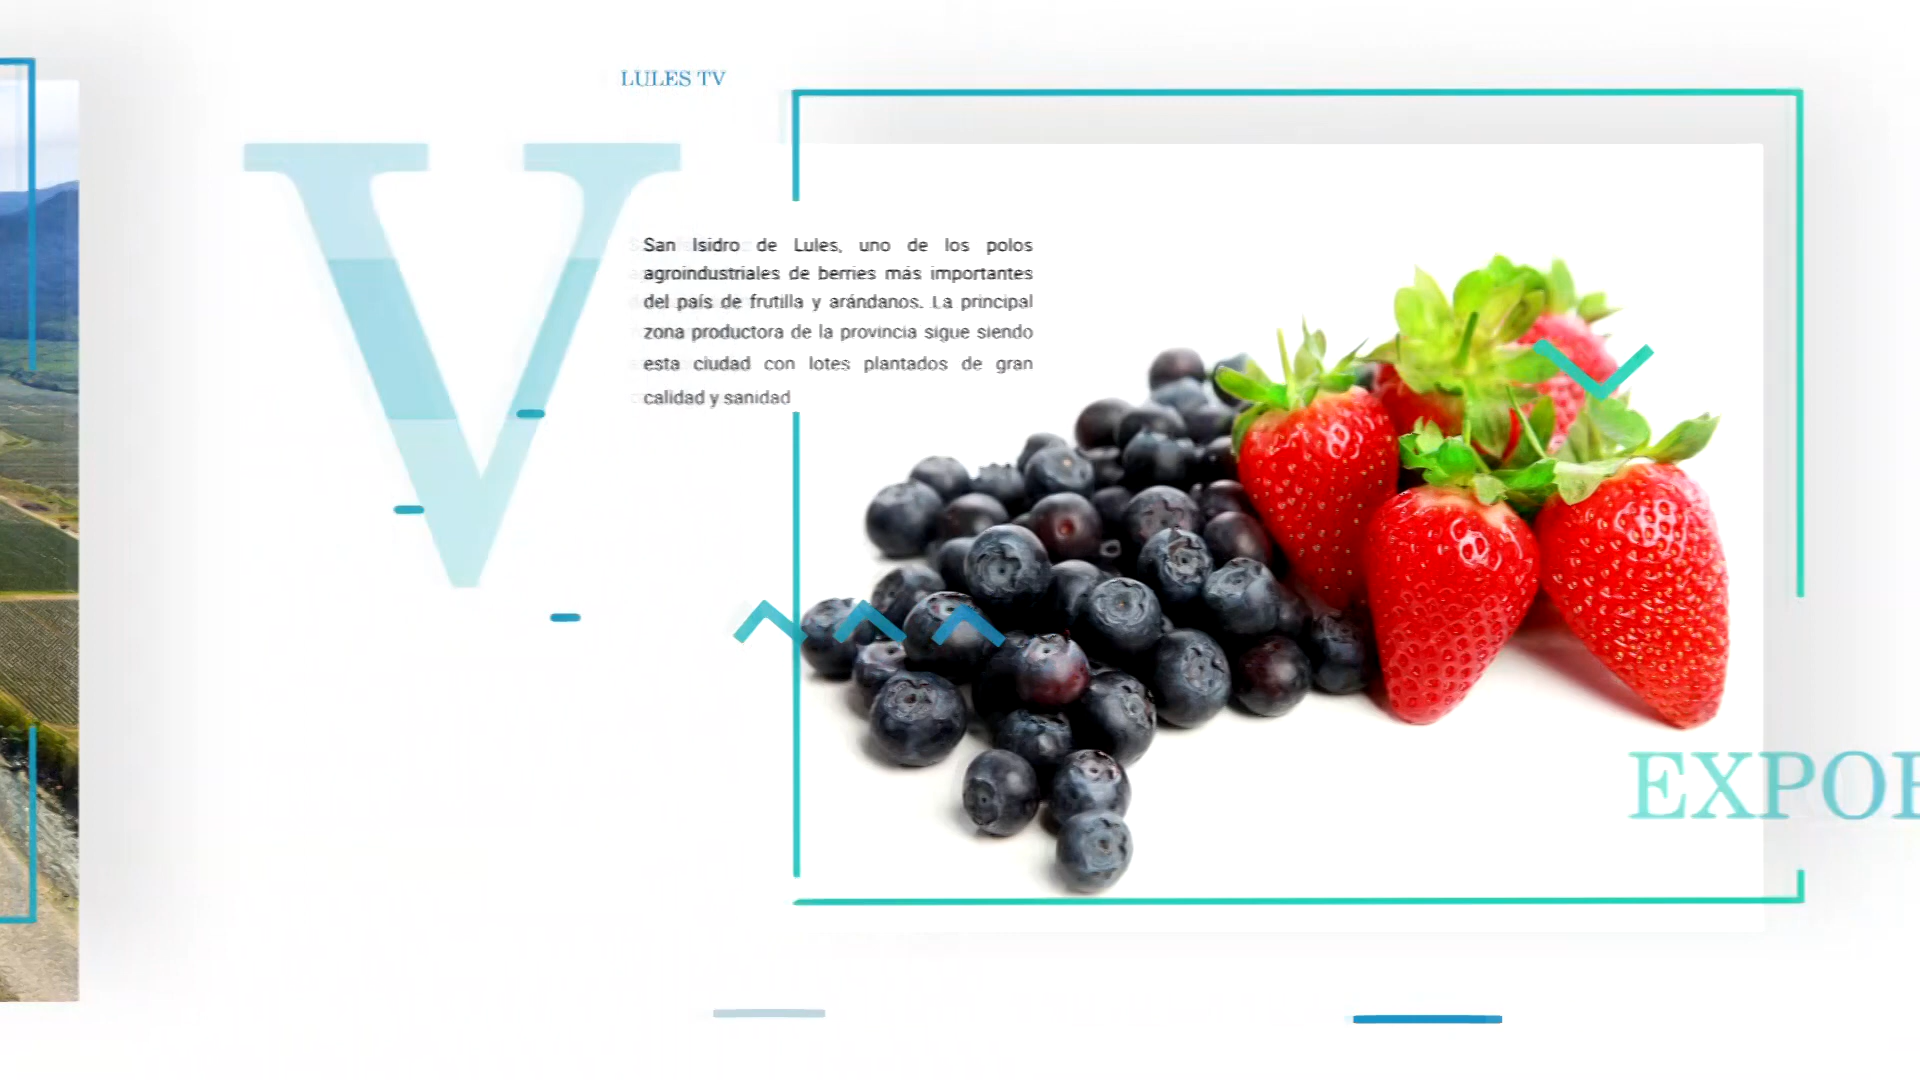 LULES TV
V
San Isidro de Lules, uno de los polos
agroindustriales de berries más importantes
del país de frutilla y arándanos. La principal
zona productora de la provincia sigue siendo
esta ciudad con lotes plantados de gran
calidad y sanidad